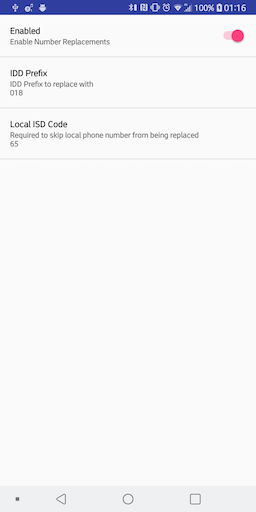 100% 01:16
Enabled
Enable Number Replacements
IDD Prefix
IDD Prefix to replace with
018
Local ISD Code
Required to skip local phone number from being replaced
65